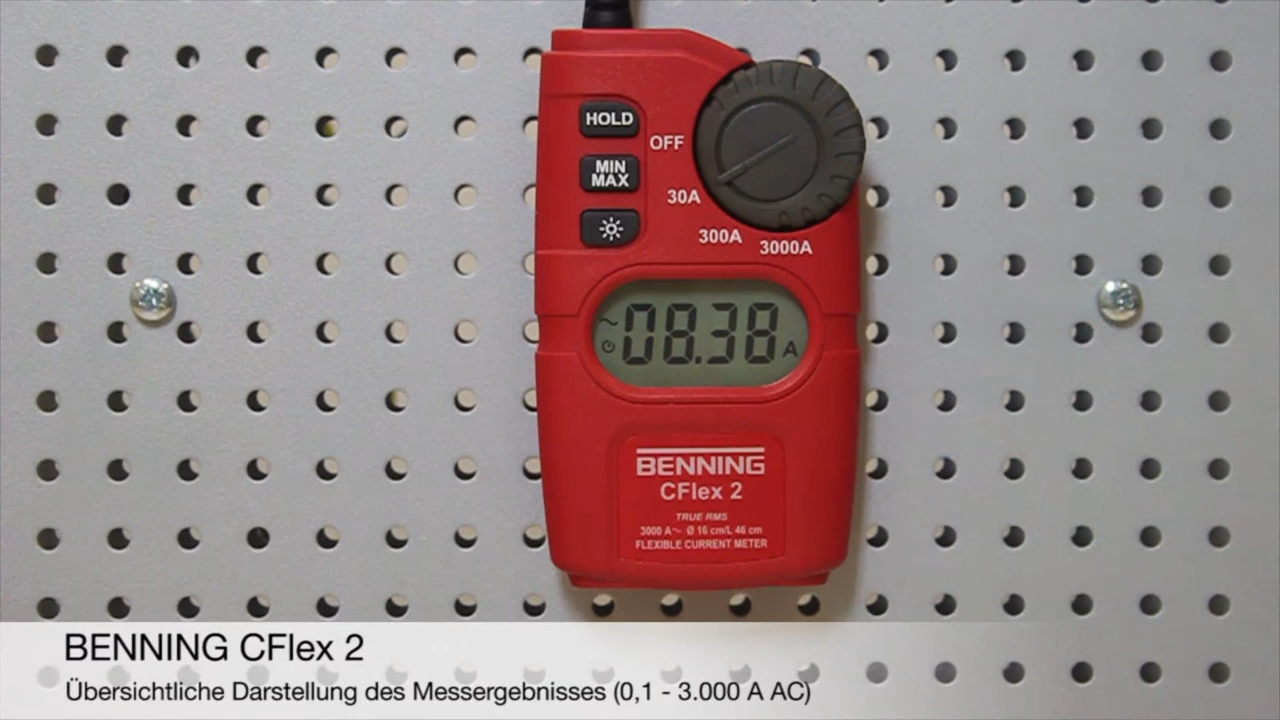 HOLD
OFF
MIN
MAX
30A
300A
3000A
08.38 A
BENNING
CFlex 2
TRUE RMS
3000 A~ Ø 16 cm/L 46 cm
FLEXIBLE CURRENT METER
BENNING CFlex 2
Übersichtliche Darstellung des Messergebnisses (0,1 - 3.000 A AC)